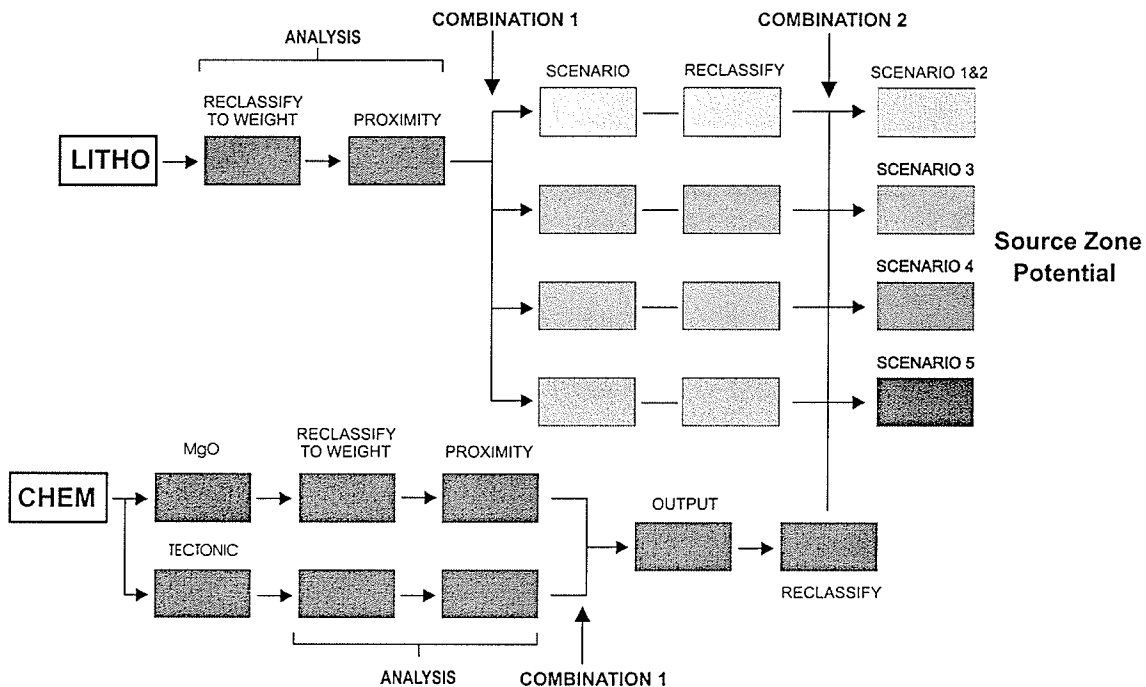 COMBINATION 1
COMBINATION 2
ANALYSIS
SCENARIO
RECLASSIFY
SCENARIO 1&2
RECLASSIFY
TO WEIGHT
PROXIMITY
LITHO
SCENARIO 3
Source Zone
Potential
SCENARIO 4
SCENARIO 5
MgO
RECLASSIFY
TO WEIGHT
PROXIMITY
CHEM
OUTPUT
TECTONIC
RECLASSIFY
ANALYSIS
COMBINATION 1